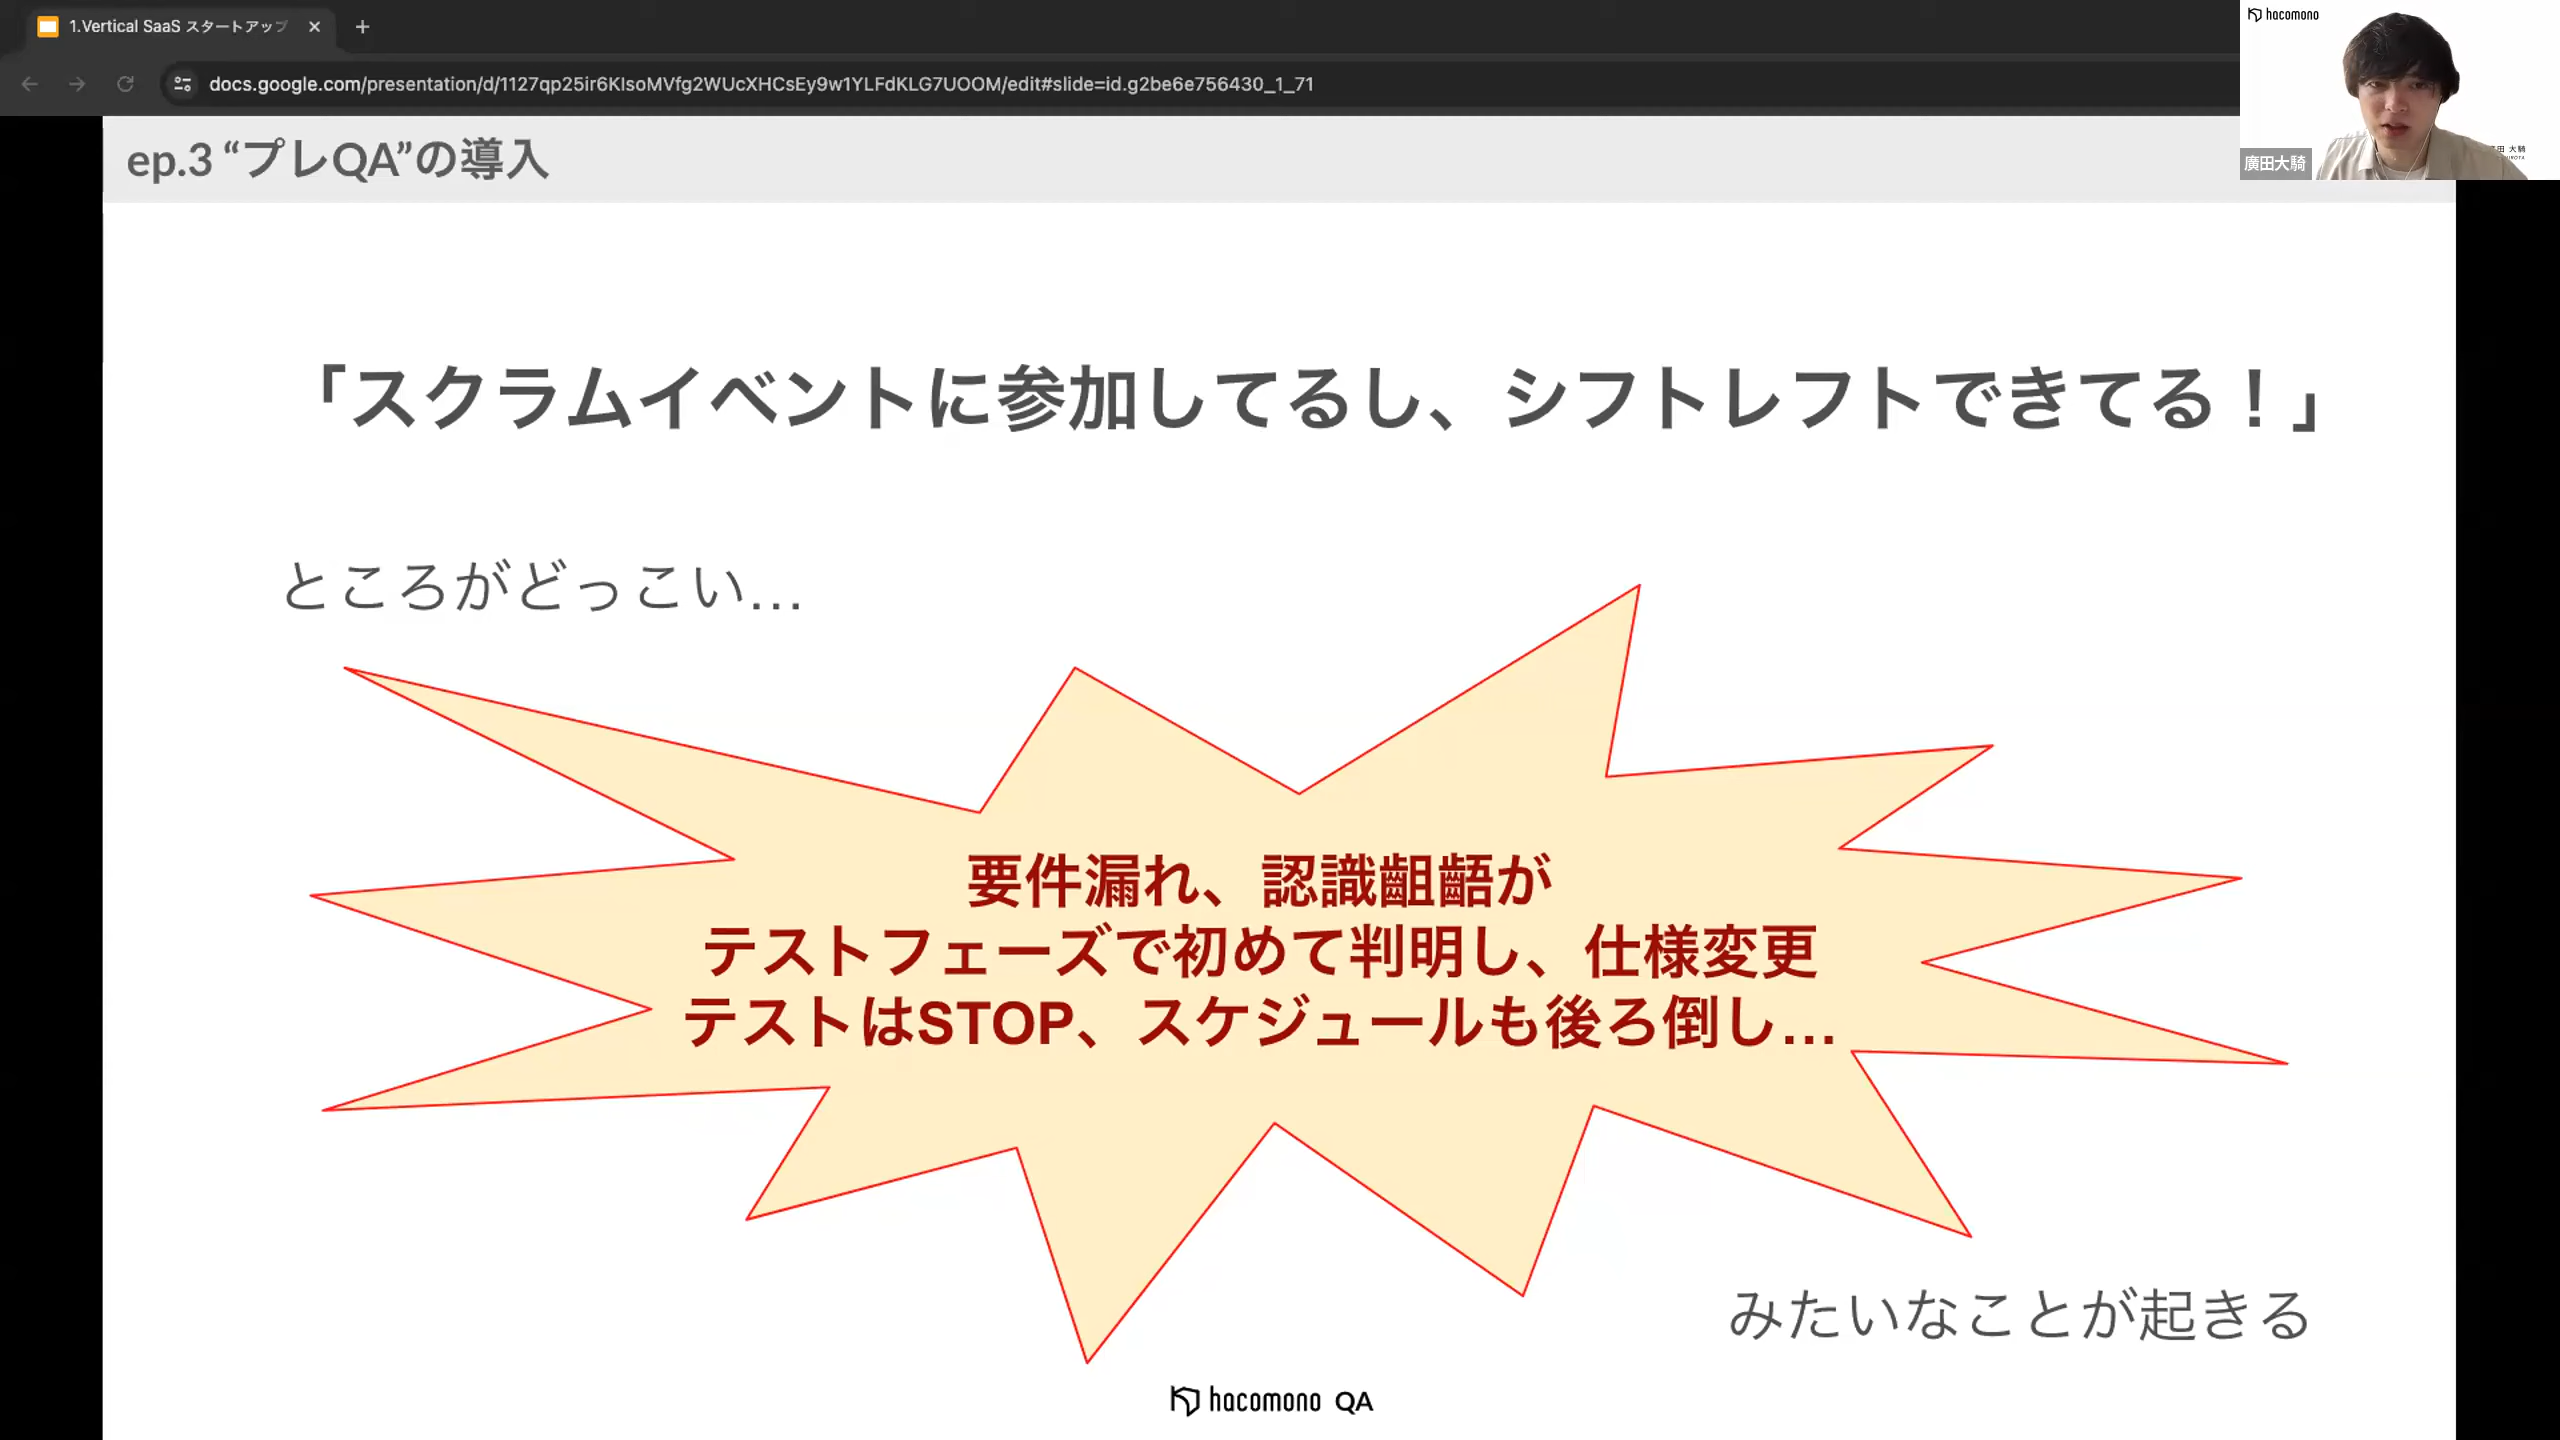 1.Vertical SaaS スタートアップ
docs.google.com/presentation/d/1127qp25ir6KIsoMVfg2WUcXHCsEy9w1YLFdKLG7UOOM/edit#slide=id.g2be6e756430_1_71
hacomono
廣田大騎
大騎
ep.3 “プレQA”の導入
「スクラムイベントに参加してるし、シフトレフトできてる！」
ところがどっこい…
要件漏れ、認識齟齬が
テストフェーズで初めて判明し、仕様変更
テストはSTOP、スケジュールも後ろ倒し…
みたいなことが起きる
hacomono QA